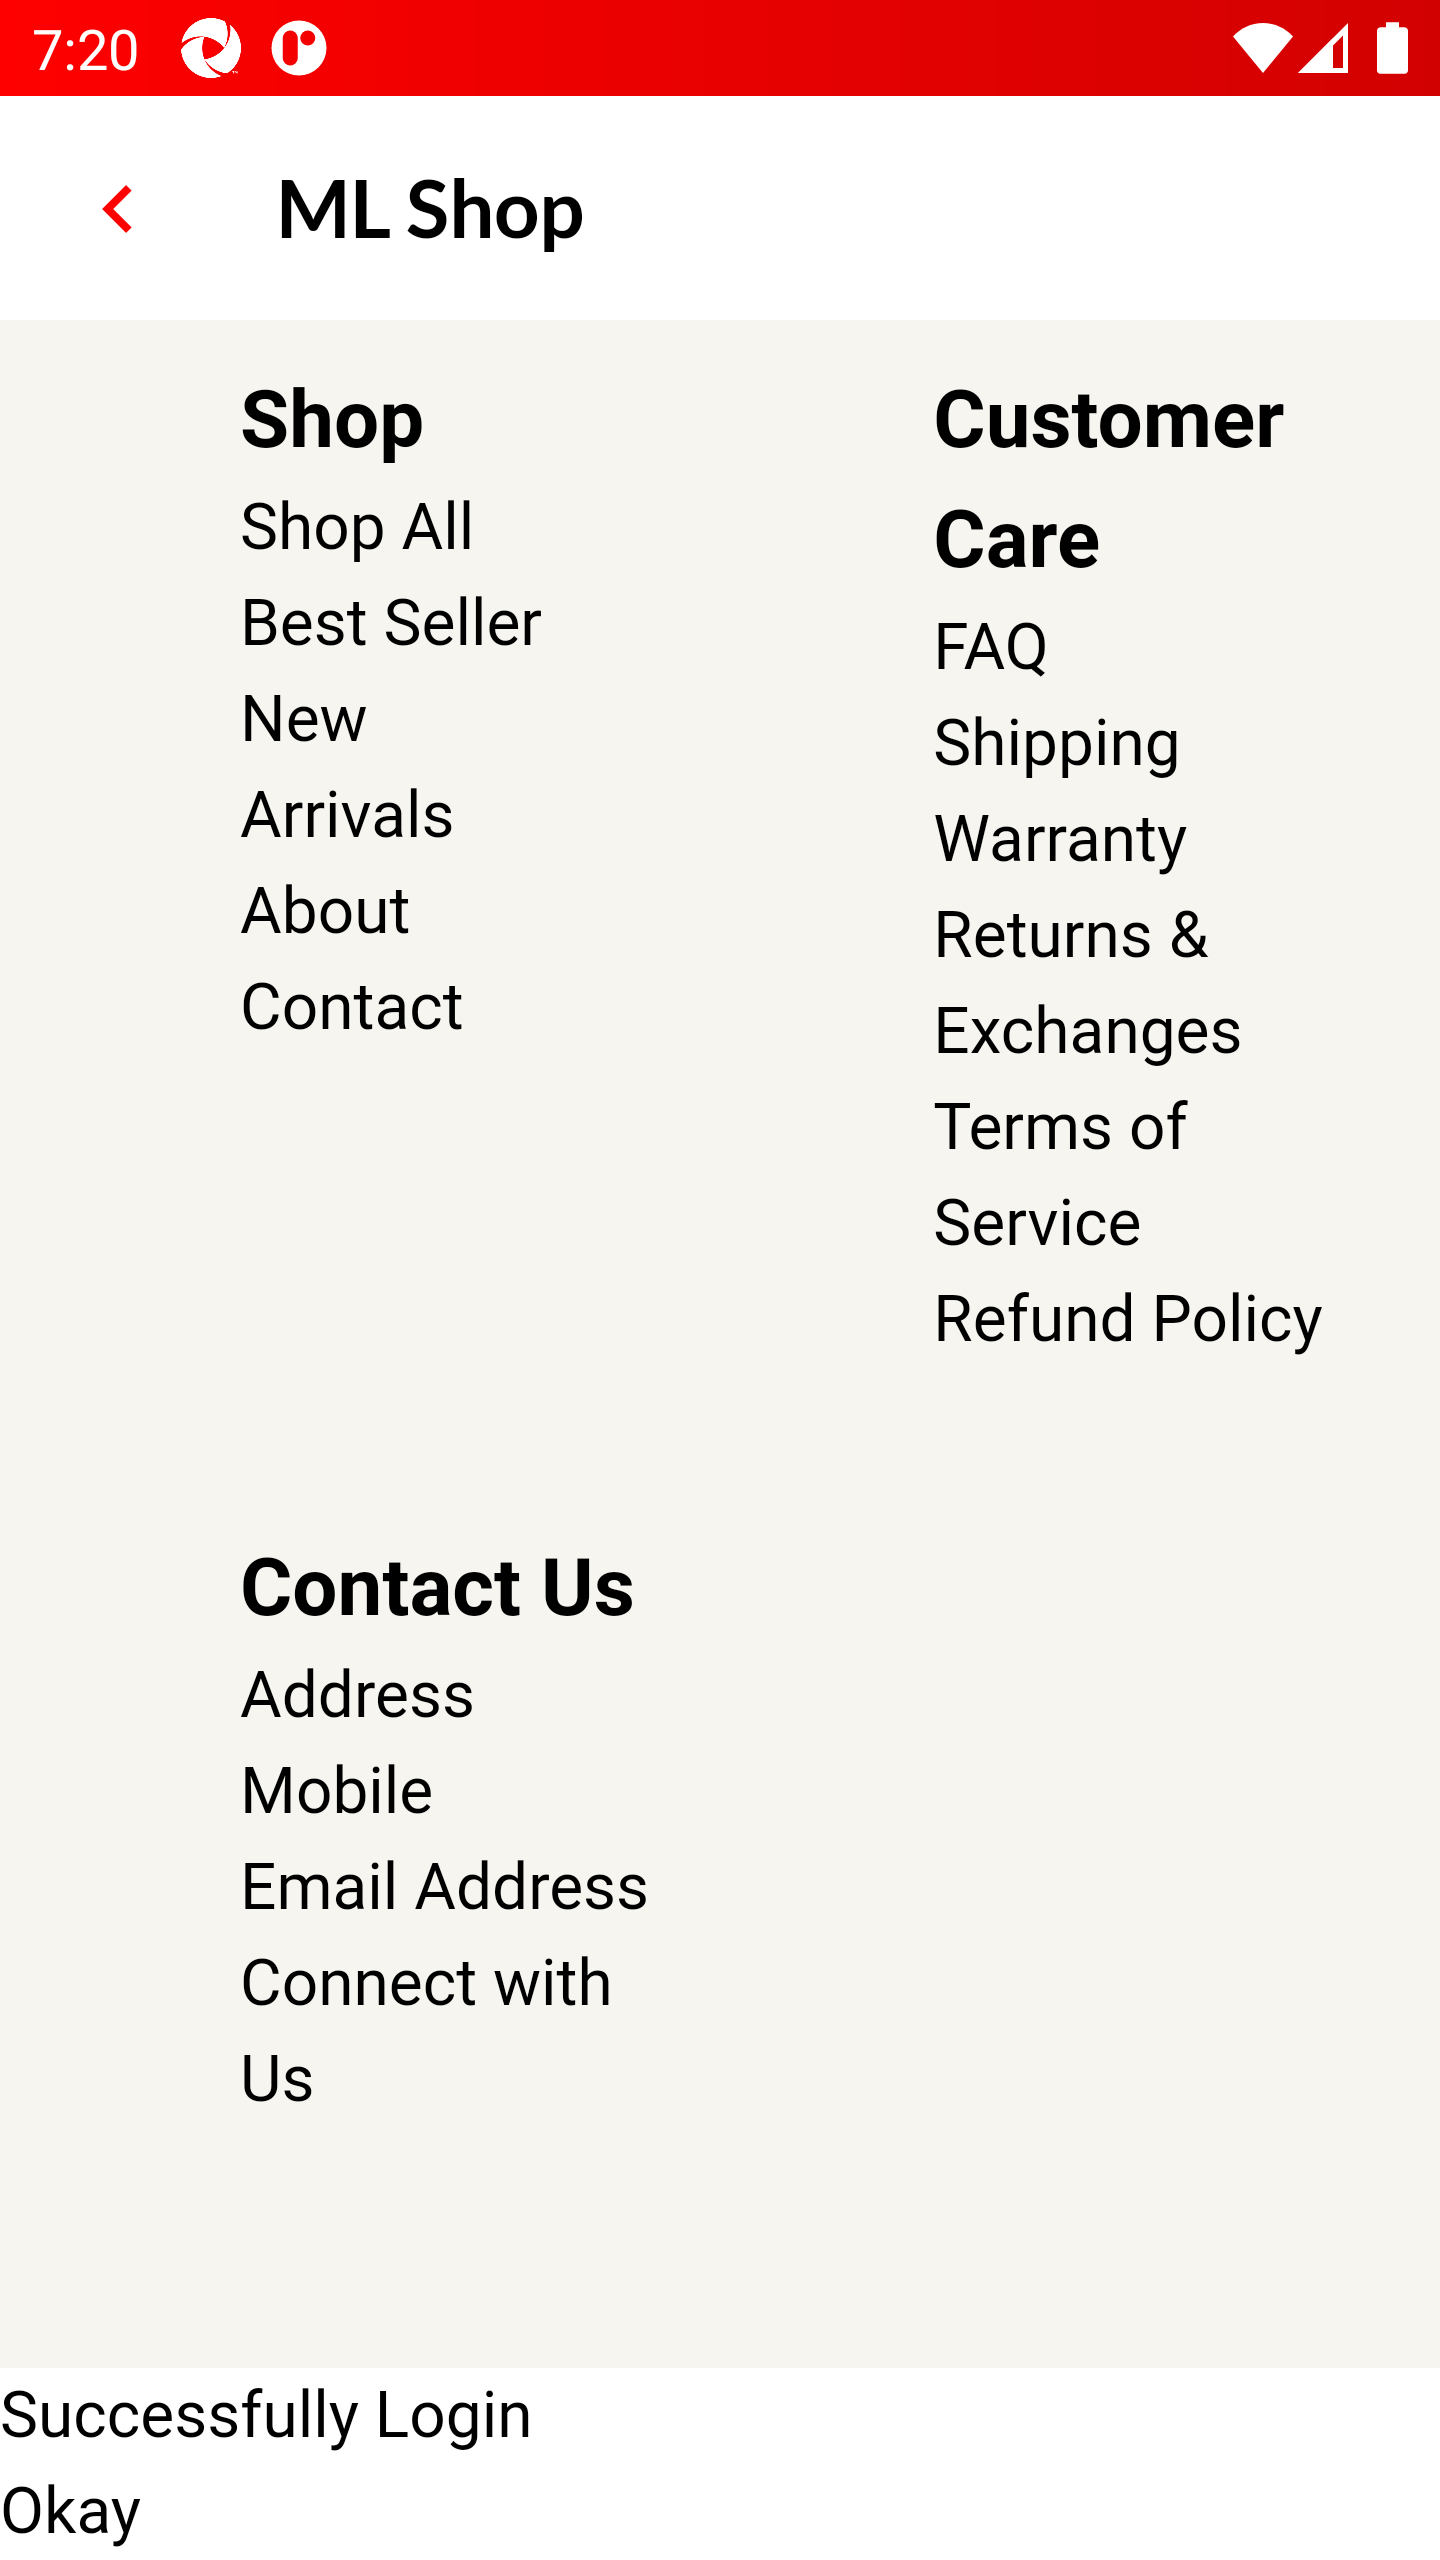 7:20
ML Shop
Shop
Shop All
Best Seller
New
Arrivals
About
Contact
Customer
Care
FAQ
Shipping
Warranty
Returns &
Exchanges
Terms of
Service
Refund Policy
Contact Us
Address
Mobile
Email Address
Connect with
Us
Successfully Login
Okay